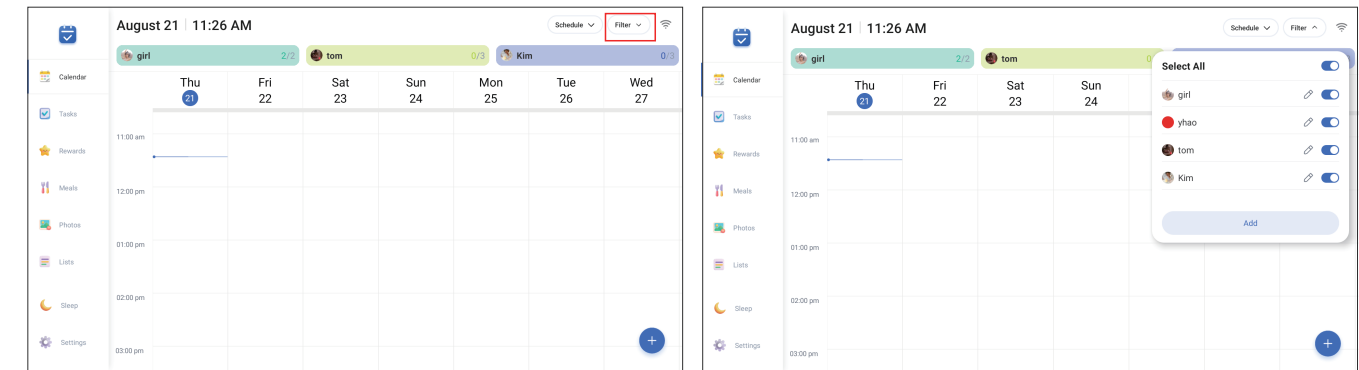 August 21 11:26 AM
Schedule
Filter
girl 2/2
tom 0/3
Kim 0/3
Calendar
Tasks
Rewards
Meals
Photos
Lists
Sleep
Settings
Thu Fri Sat Sun Mon Tue Wed
21 22 23 24 25 26 27
11:00 am
12:00 pm
01:00 pm
02:00 pm
03:00 pm
+
August 21 11:26 AM
Schedule
Filter
girl 2/2
tom
Calendar
Tasks
Rewards
Meals
Photos
Lists
Sleep
Settings
Thu Fri Sat Sun
21 22 23 24
11:00 am
12:00 pm
01:00 pm
02:00 pm
03:00 pm
Select All
girl
yhao
tom
Kim
Add
+